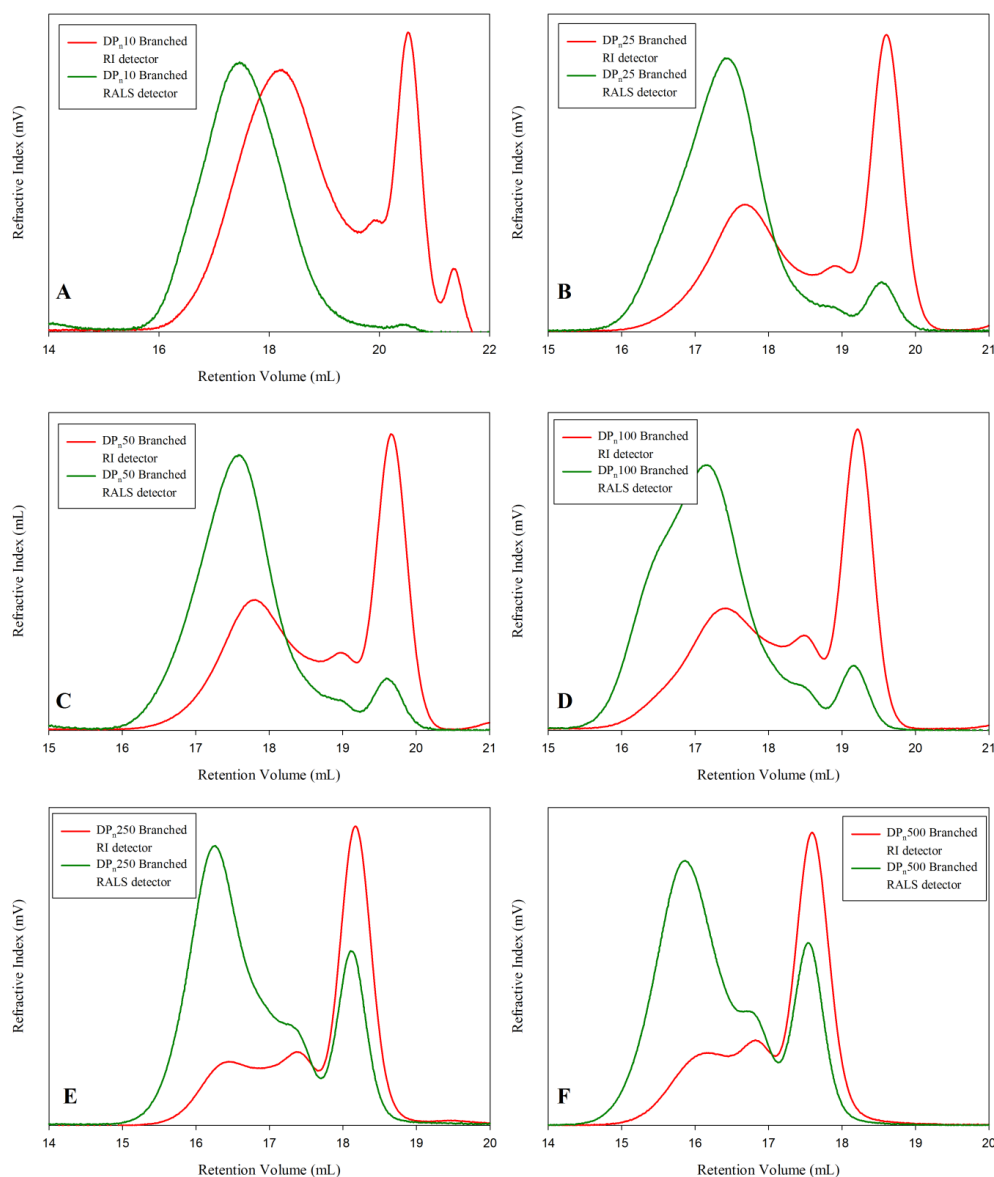 Refractive Index (mV)
DPₙ10 Branched
RI detector
DPₙ10 Branched
RALS detector
A
14 16 18 20 22
Retention Volume (mL)
Refractive Index (mV)
DPₙ25 Branched
RI detector
DPₙ25 Branched
RALS detector
B
15 16 17 18 19 20 21
Retention Volume (mL)
Refractive Index (mL)
DPₙ50 Branched
RI detector
DPₙ50 Branched
RALS detector
C
15 16 17 18 19 20 21
Retention Volume (mL)
Refractive Index (mV)
DPₙ100 Branched
RI detector
DPₙ100 Branched
RALS detector
D
15 16 17 18 19 20 21
Retention Volume (mL)
Refractive Index (mV)
DPₙ250 Branched
RI detector
DPₙ250 Branched
RALS detector
E
14 15 16 17 18 19 20
Retention Volume (mL)
Refractive Index (mV)
DPₙ500 Branched
RI detector
DPₙ500 Branched
RALS detector
F
14 15 16 17 18 19 20
Retention Volume (mL)